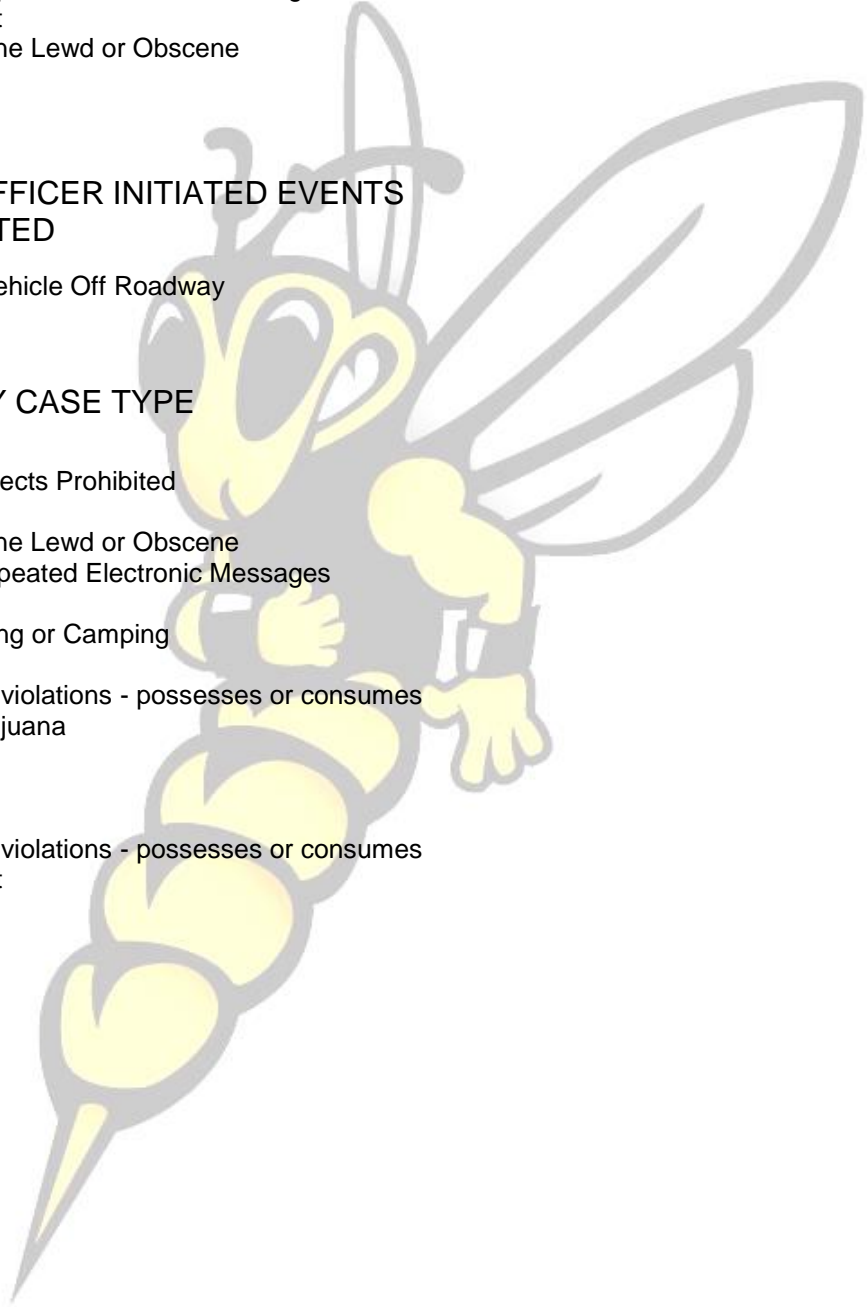 ne Lewd or Obscene
FFICER INITIATED EVENTS
TED
ehicle Off Roadway
Y CASE TYPE
ects Prohibited
ne Lewd or Obscene
peated Electronic Messages
ng or Camping
violations - possesses or consumes
juana
violations - possesses or consumes